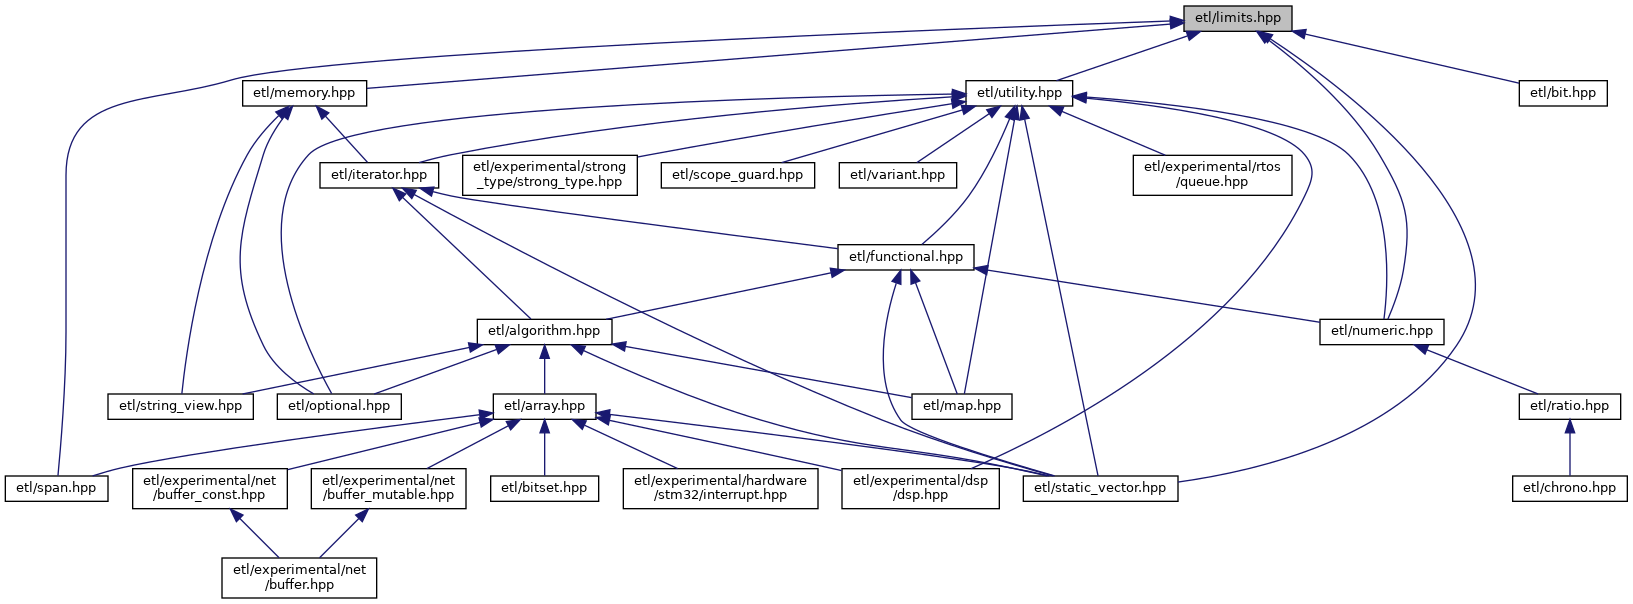 etl/limits.hpp
etl/memory.hpp
etl/utility.hpp
etl/bit.hpp
etl/iterator.hpp
etl/experimental/strong
_type/strong_type.hpp
etl/scope_guard.hpp
etl/variant.hpp
etl/experimental/rtos
/queue.hpp
etl/functional.hpp
etl/algorithm.hpp
etl/numeric.hpp
etl/string_view.hpp
etl/optional.hpp
etl/array.hpp
etl/map.hpp
etl/ratio.hpp
etl/span.hpp
etl/experimental/net
/buffer_const.hpp
etl/experimental/net
/buffer_mutable.hpp
etl/bitset.hpp
etl/experimental/hardware
/stm32/interrupt.hpp
etl/experimental/dsp
/dsp.hpp
etl/static_vector.hpp
etl/chrono.hpp
etl/experimental/net
/buffer.hpp